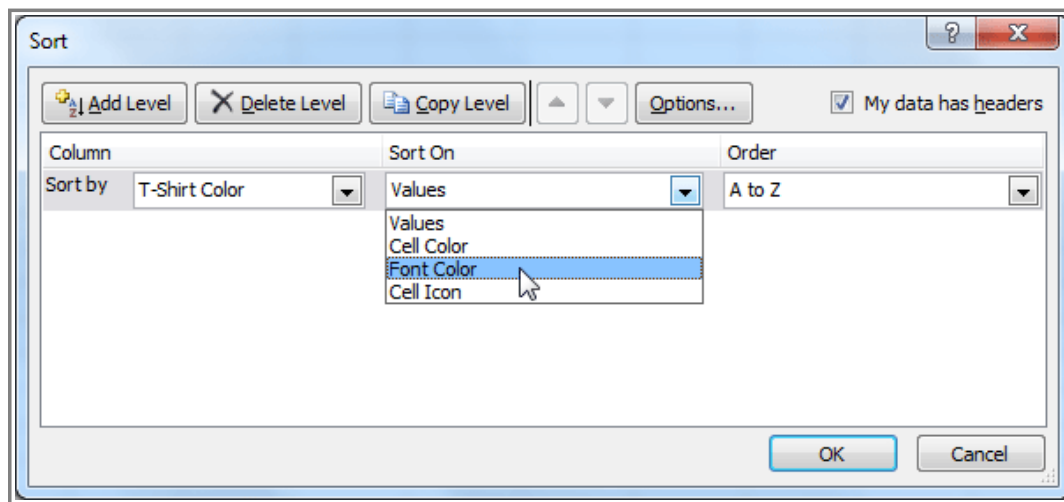 Sort
Add Level Delete Level Copy Level Options... My data has headers
Column Sort On Order
Sort by T-Shirt Color Values A to Z
Values
Cell Color
Font Color
Cell Icon
OK Cancel